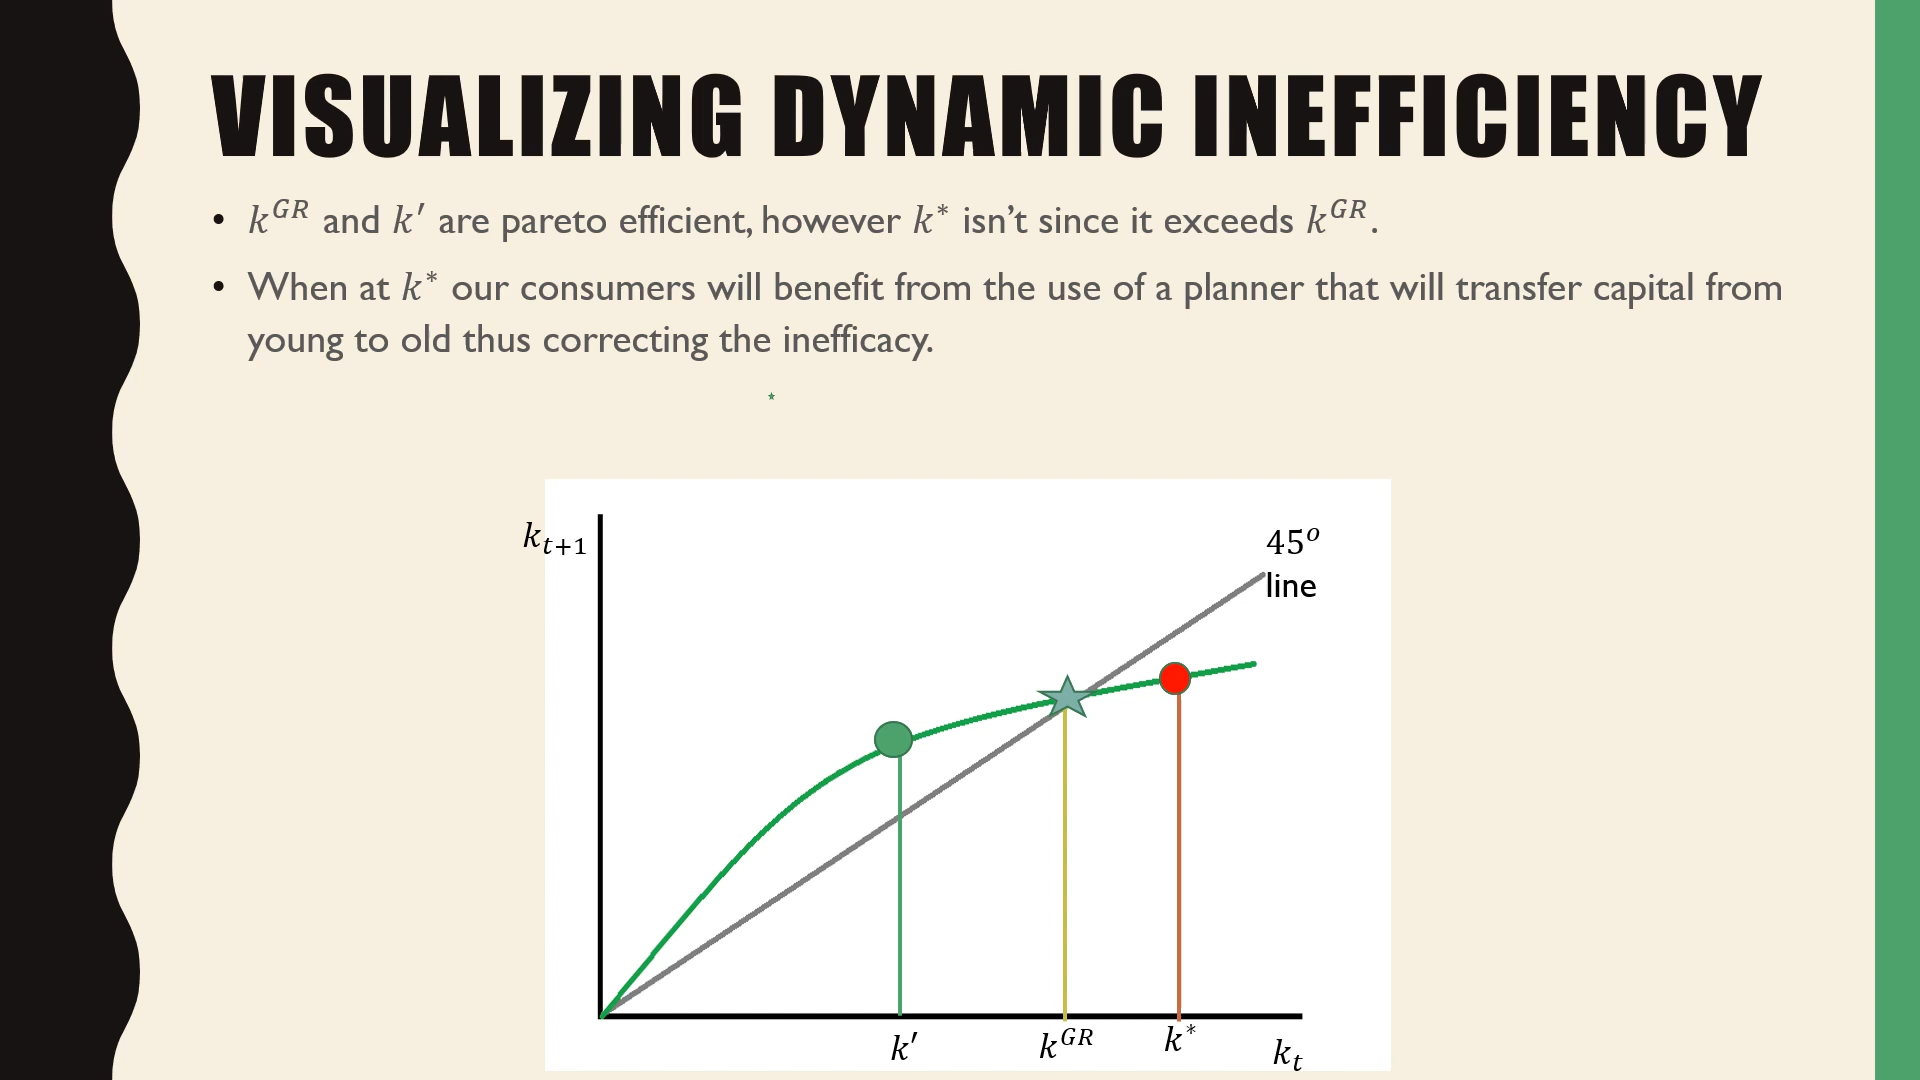 VISUALIZING DYNAMIC INEFFICIENCY
• k^GR and k′ are pareto efficient, however k* isn’t since it exceeds k^GR.
• When at k* our consumers will benefit from the use of a planner that will transfer capital from
young to old thus correcting the inefficacy.
k_t+1
45^o
line
k′
k^GR
k*
k_t